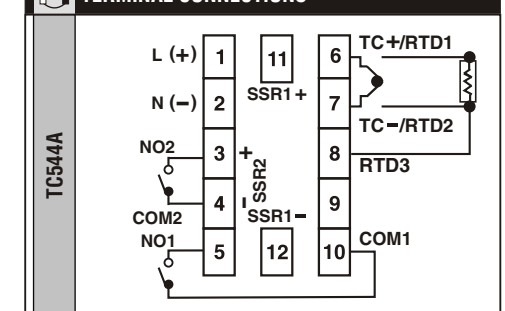 TERMINAL CONNECTIONS
TC544A
L (+) 1 11 6 TC+/RTD1
SSR1+
N (−) 2 7
TC−/RTD2
NO2 3 + 8 RTD3
SSR2
COM2 4 - 9
SSR1−
NO1 5 12 10 COM1